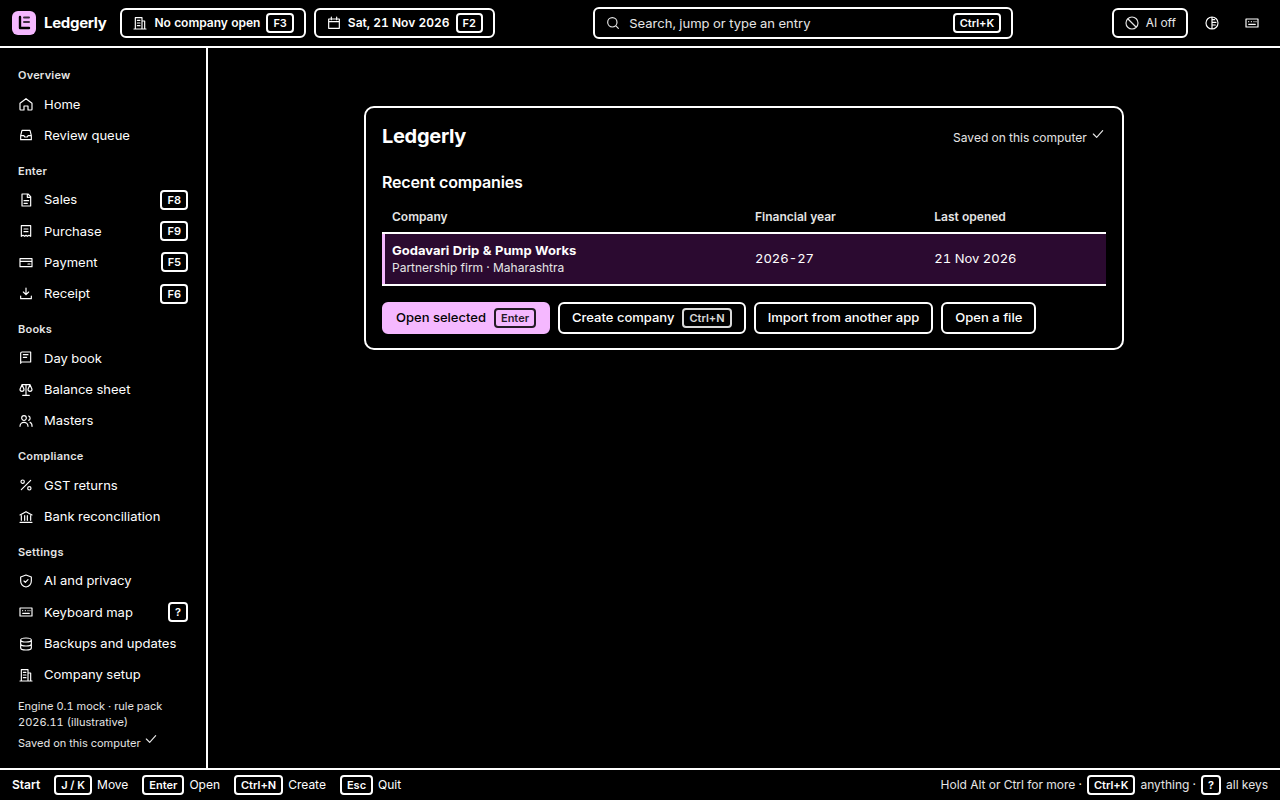 Ledgerly
No company open F3
Sat, 21 Nov 2026 F2
Search, jump or type an entry Ctrl+K
AI off
Overview
Home
Review queue
Enter
Sales F8
Purchase F9
Payment F5
Receipt F6
Books
Day book
Balance sheet
Masters
Compliance
GST returns
Bank reconciliation
Settings
AI and privacy
Keyboard map ?
Backups and updates
Company setup
Engine 0.1 mock · rule pack
2026.11 (illustrative)
Saved on this computer
Ledgerly
Saved on this computer
Recent companies
Company Financial year Last opened
Godavari Drip & Pump Works 2026-27 21 Nov 2026
Partnership firm · Maharashtra
Open selected Enter
Create company Ctrl+N
Import from another app
Open a file
Start J / K Move Enter Open Ctrl+N Create Esc Quit
Hold Alt or Ctrl for more · Ctrl+K anything · ? all keys